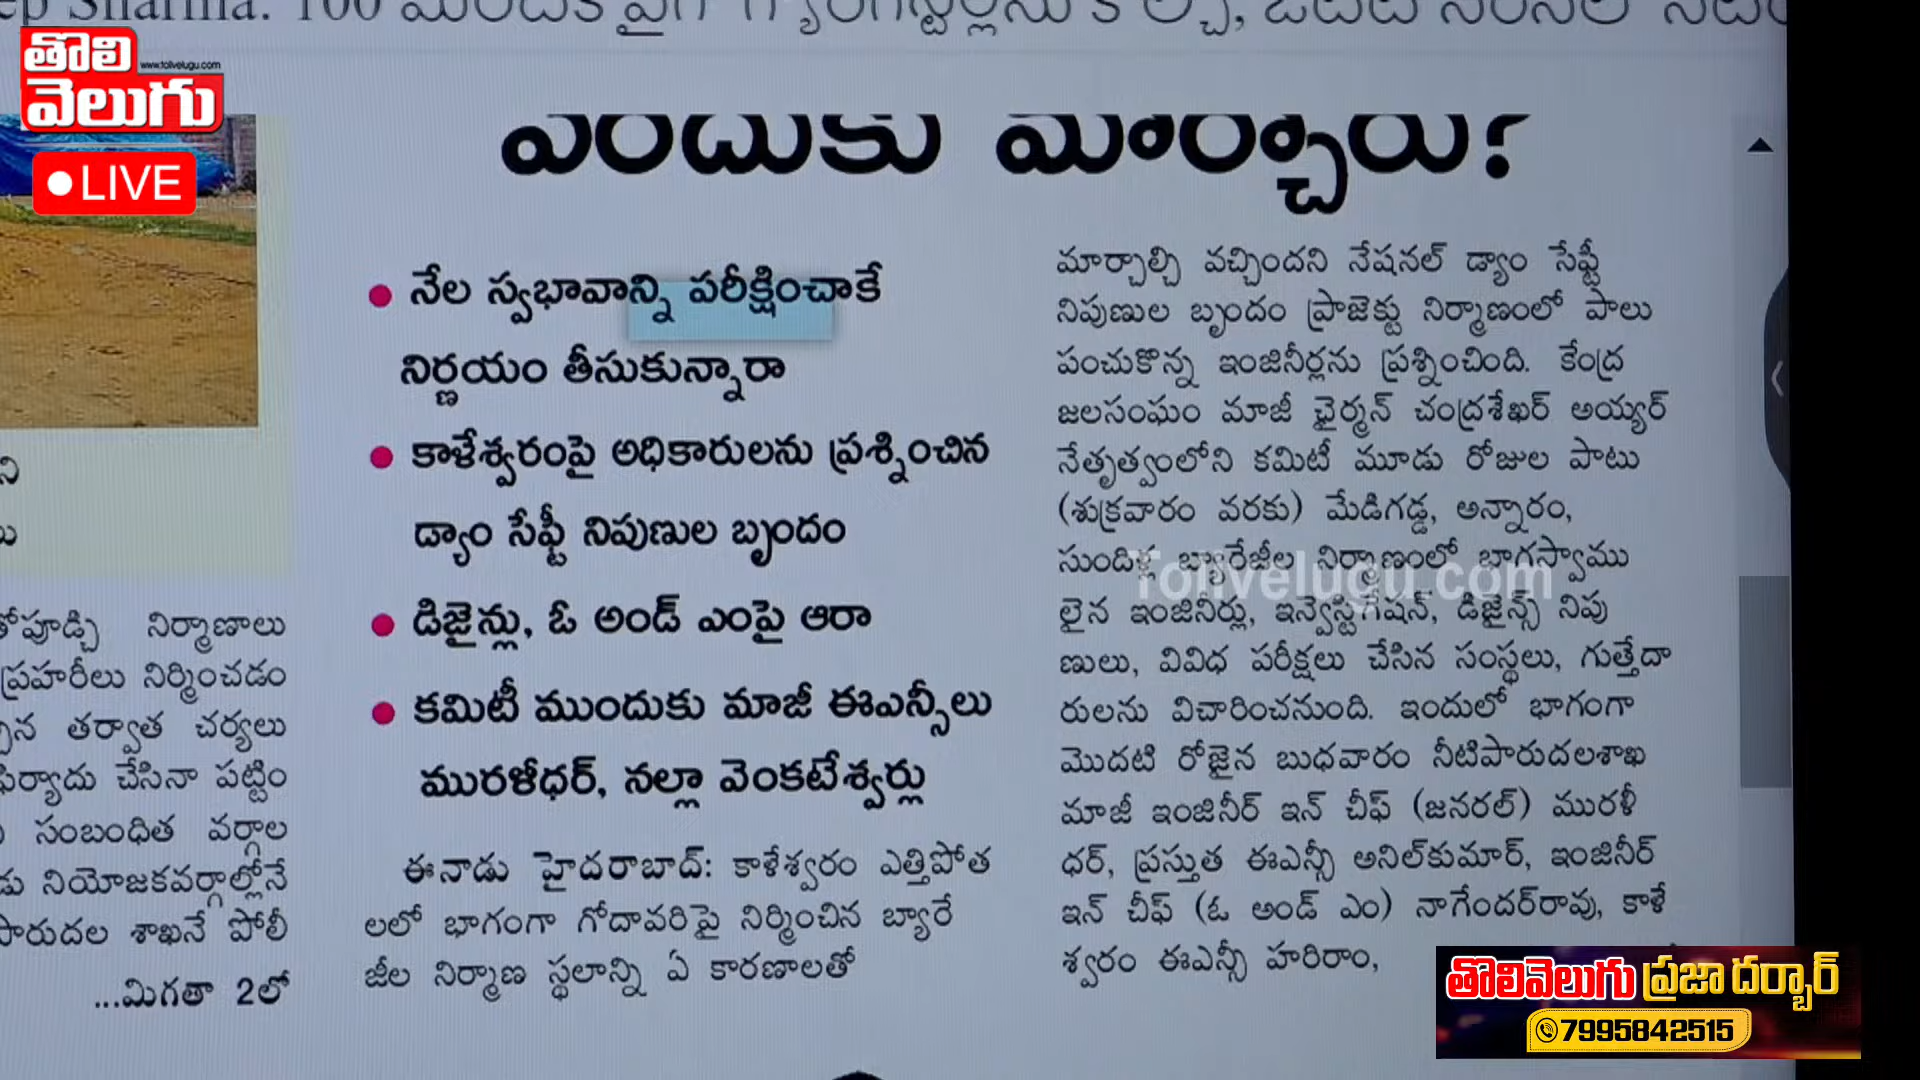 తొలి
www.tolivelugu.com
వెలుగు
LIVE
Sharma: 100
ఎందుకు మార్చారు?
• నేల స్వభావాన్ని పరీక్షించాకే
నిర్ణయం తీసుకున్నారా
• కాళేశ్వరంపై అధికారులను ప్రశ్నించిన
డ్యాం సేఫ్టీ నిపుణుల బృందం
• డిజైన్లు, ఓ అండ్ ఎంపై ఆరా
• కమిటీ ముందుకు మాజీ ఈఎన్సీలు
మురళీధర్, నల్లా వెంకటేశ్వర్లు
ఈనాడు హైదరాబాద్: కాళేశ్వరం ఎత్తిపోత
లలో భాగంగా గోదావరిపై నిర్మించిన బ్యారే
జీల నిర్మాణ స్థలాన్ని ఏ కారణాలతో
మార్చాల్సి వచ్చిందని నేషనల్ డ్యాం సేఫ్టీ
నిపుణుల బృందం ప్రాజెక్టు నిర్మాణంలో పాలు
పంచుకొన్న ఇంజినీర్లను ప్రశ్నించింది. కేంద్ర
జలసంఘం మాజీ ఛైర్మన్ చంద్రశేఖర్ అయ్యర్
నేతృత్వంలోని కమిటీ మూడు రోజుల పాటు
(శుక్రవారం వరకు) మేడిగడ్డ, అన్నారం,
సుందిళ్ల బ్యారేజీల నిర్మాణంలో భాగస్వాము
లైన ఇంజినీర్లు, ఇన్వెస్టిగేషన్, డిజైన్స్ నిపు
ణులు, వివిధ పరీక్షలు చేసిన సంస్థలు, గుత్తేదా
రులను విచారించనుంది. ఇందులో భాగంగా
మొదటి రోజైన బుధవారం నీటిపారుదలశాఖ
మాజీ ఇంజినీర్ ఇన్ చీఫ్ (జనరల్) మురళీ
ధర్, ప్రస్తుత ఈఎన్సీ అనిల్‌కుమార్, ఇంజినీర్
ఇన్ చీఫ్ (ఓ అండ్ ఎం) నాగేందర్‌రావు, కాళే
శ్వరం ఈఎన్సీ హరిరాం,
Tolivelugu.com
నిర్మాణాలు
ప్రహరీలు నిర్మించడం
తర్వాత చర్యలు
చేసినా పట్టిం
సంబంధిత వర్గాల
నియోజకవర్గాల్లోనే
శాఖనే పోలీ
...మిగతా 2లో
తొలివెలుగు ప్రజా దర్బార్
7995842515